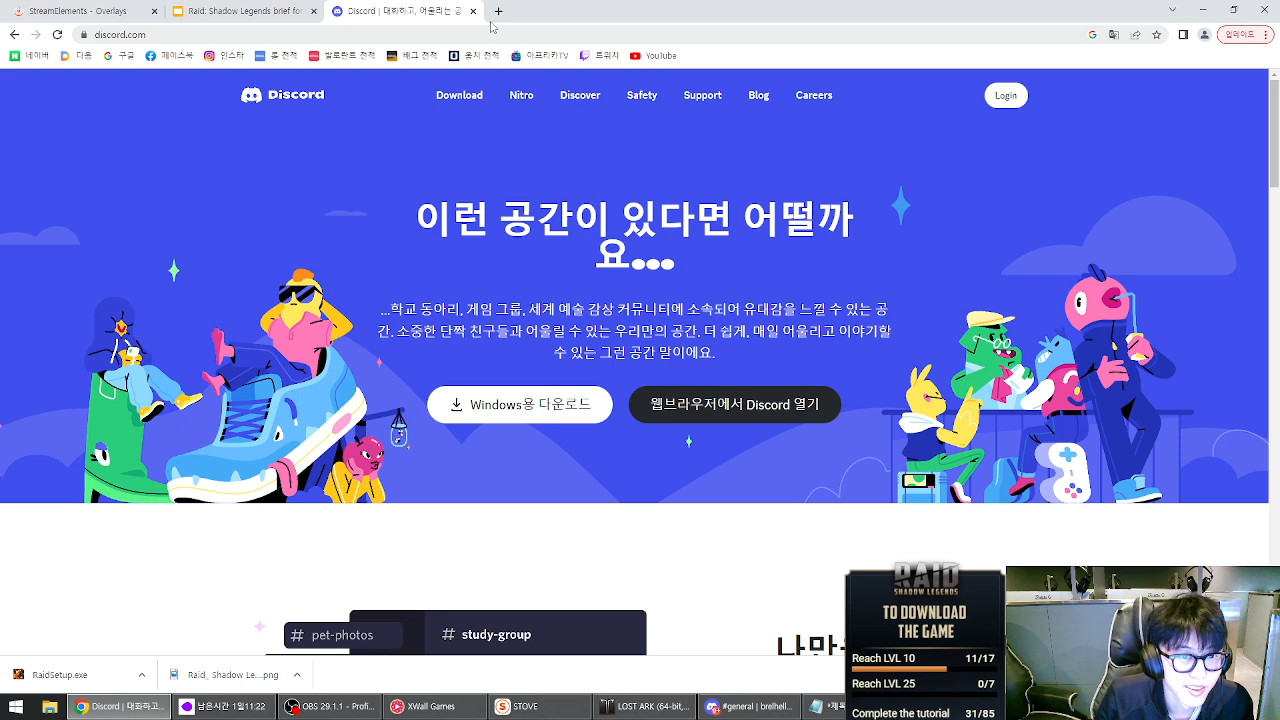 StreamElements - Overlays
Raid: Shadow Legends brief for
Discord | 대화하고, 어울리는 공
discord.com
업데이트
네이버
다음
구글
페이스북
인스타
롤 전적
발로란트 전적
배그 전적
옵치 전적
아프리카TV
트위치
YouTube
Discord
Download
Nitro
Discover
Safety
Support
Blog
Careers
Login
이런 공간이 있다면 어떨까
요...
...학교 동아리, 게임 그룹, 세계 예술 감상 커뮤니티에 소속되어 유대감을 느낄 수 있는 공
간. 소중한 단짝 친구들과 어울릴 수 있는 우리만의 공간. 더 쉽게, 매일 어울리고 이야기할
수 있는 그런 공간 말이에요.
Windows용 다운로드
웹브라우저에서 Discord 열기
# pet-photos
# study-group
RAID
SHADOW LEGENDS
TO DOWNLOAD
THE GAME
Reach LVL 10 11/17
Reach LVL 25 0/7
Complete the tutorial 31/85
RaidSetup.exe
Raid_ Shadow Le....png
Discord | 대화하고...
OBS 29.1.1 - Profi...
XWall Games
STOVE
LOST ARK (64-bit,...
#general | brelhell...